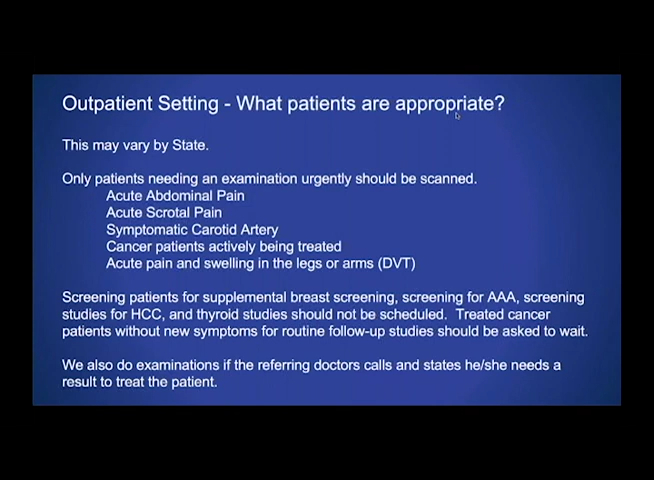 Outpatient Setting - What patients are appropriate?
This may vary by State.
Only patients needing an examination urgently should be scanned.
Acute Abdominal Pain
Acute Scrotal Pain
Symptomatic Carotid Artery
Cancer patients actively being treated
Acute pain and swelling in the legs or arms (DVT)
Screening patients for supplemental breast screening, screening for AAA, screening
studies for HCC, and thyroid studies should not be scheduled. Treated cancer
patients without new symptoms for routine follow-up studies should be asked to wait.
We also do examinations if the referring doctors calls and states he/she needs a
result to treat the patient.